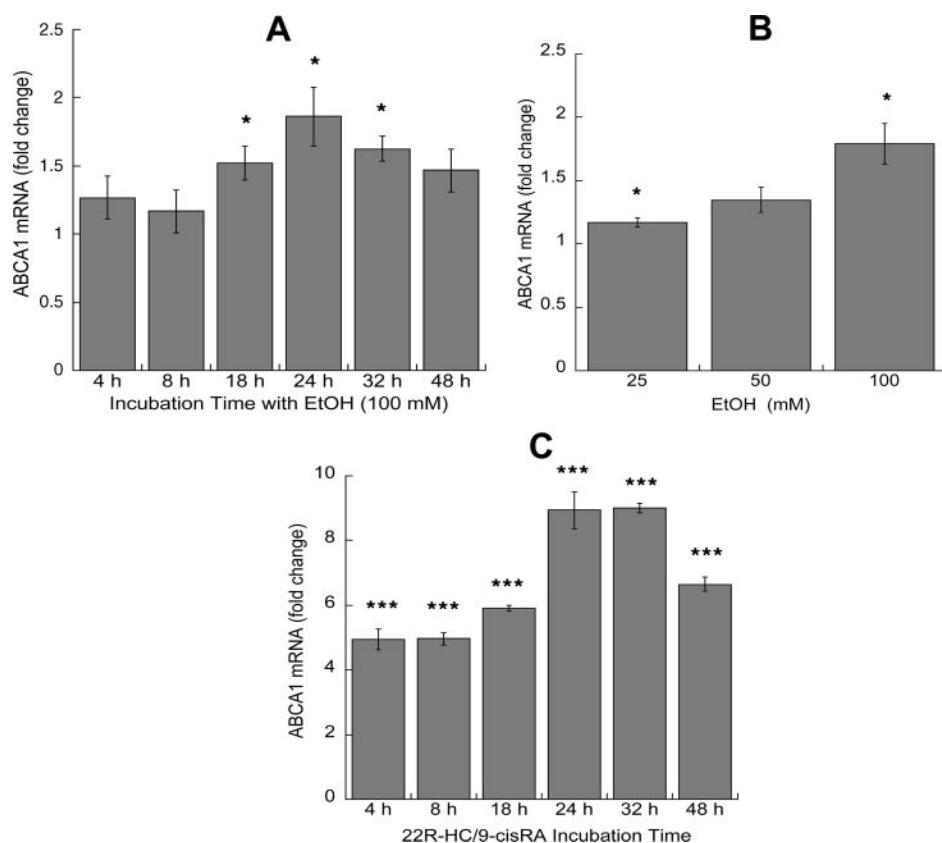 A
ABCA1 mRNA (fold change)
2.5
2
1.5
1
0.5
0
*
*
*
4 h 8 h 18 h 24 h 32 h 48 h
Incubation Time with EtOH (100 mM)
B
ABCA1 mRNA (fold change)
2.5
2
1.5
1
0.5
0
*
*
25 50 100
EtOH (mM)
C
ABCA1 mRNA (fold change)
10
8
6
4
2
0
*** *** *** *** *** ***
4 h 8 h 18 h 24 h 32 h 48 h
22R-HC/9-cisRA Incubation Time